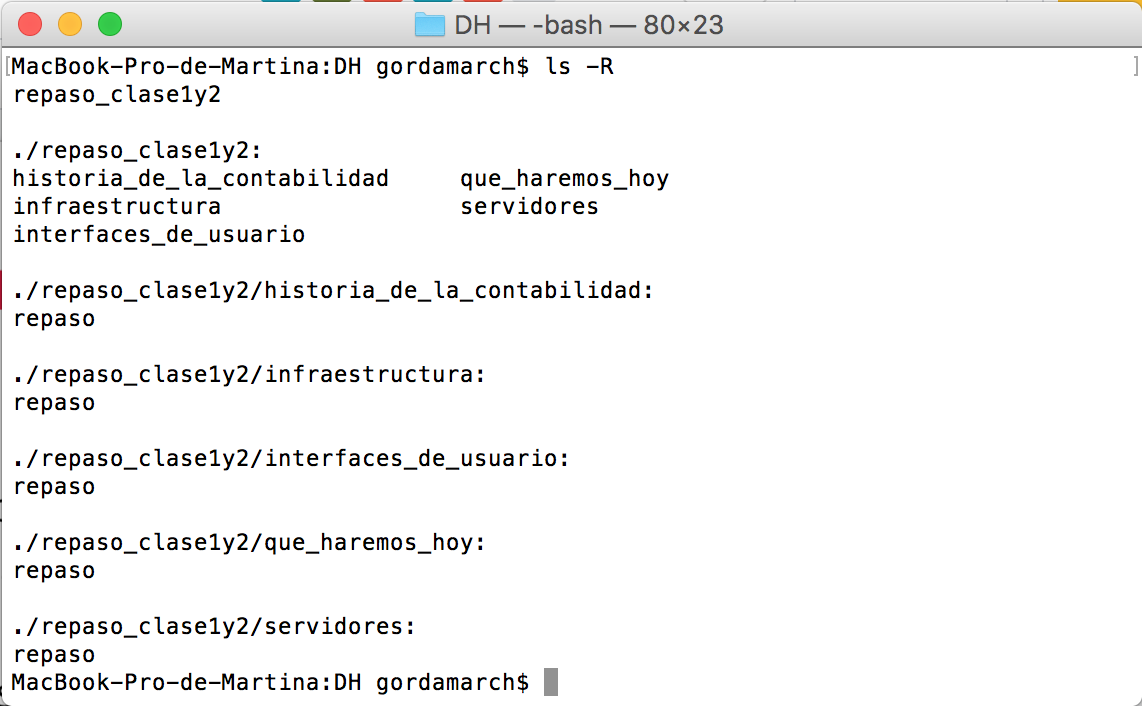 DH — -bash — 80×23
[MacBook-Pro-de-Martina:DH gordamarch$ ls -R ]
repaso_clase1y2
./repaso_clase1y2:
historia_de_la_contabilidad que_haremos_hoy
infraestructura servidores
interfaces_de_usuario
./repaso_clase1y2/historia_de_la_contabilidad:
repaso
./repaso_clase1y2/infraestructura:
repaso
./repaso_clase1y2/interfaces_de_usuario:
repaso
./repaso_clase1y2/que_haremos_hoy:
repaso
./repaso_clase1y2/servidores:
repaso
MacBook-Pro-de-Martina:DH gordamarch$